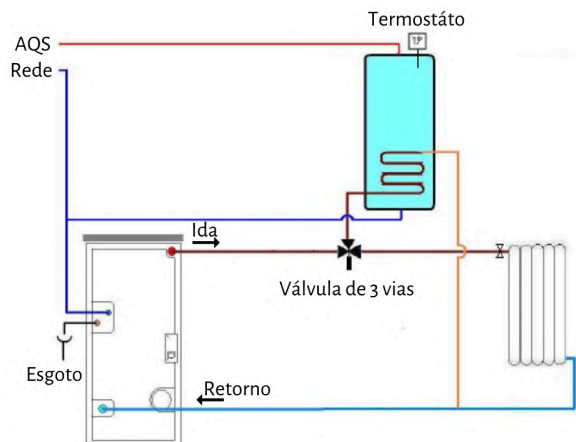 Termostáto
AQS
Rede
Ida
Válvula de 3 vias
Esgoto
Retorno